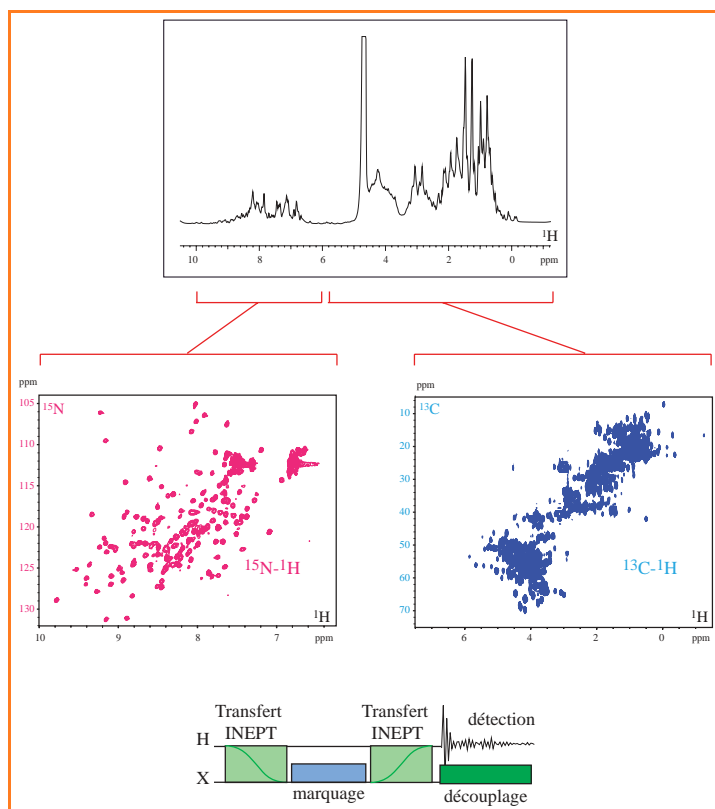 ¹H
10 8 6 4 2 0 ppm
ppm
¹⁵N
105
110
115
120
125
130
¹⁵N-¹H
¹H
10 9 8 7 ppm
ppm
¹³C
10
20
30
40
50
60
70
¹³C-¹H
¹H
6 4 2 0 ppm
Transfert INEPT
Transfert INEPT
détection
H
X
marquage
découplage